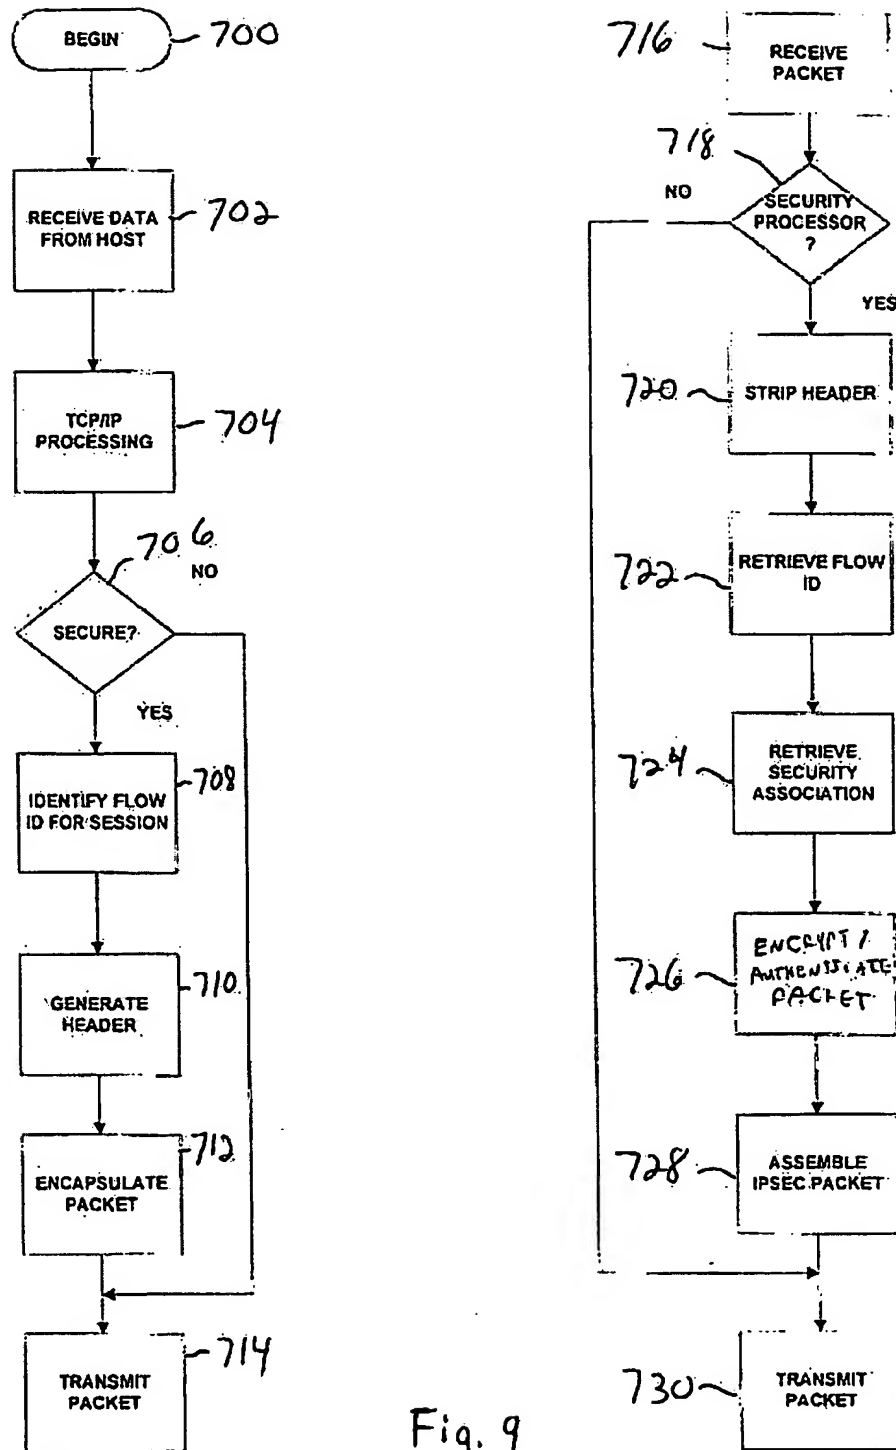 BEGIN
700
RECEIVE DATA
FROM HOST
702
TCP/IP
PROCESSING
704
706
NO
SECURE?
YES
IDENTIFY FLOW
ID FOR SESSION
708
GENERATE
HEADER
710
ENCAPSULATE
PACKET
712
TRANSMIT
PACKET
714
716
RECEIVE
PACKET
718
NO
SECURITY
PROCESSOR
?
YES
720
STRIP HEADER
722
RETRIEVE FLOW
ID
724
RETRIEVE
SECURITY
ASSOCIATION
726
ENCRYPT /
AUTHENTICATE
PACKET
728
ASSEMBLE
IPSEC PACKET
730
TRANSMIT
PACKET
Fig. 9